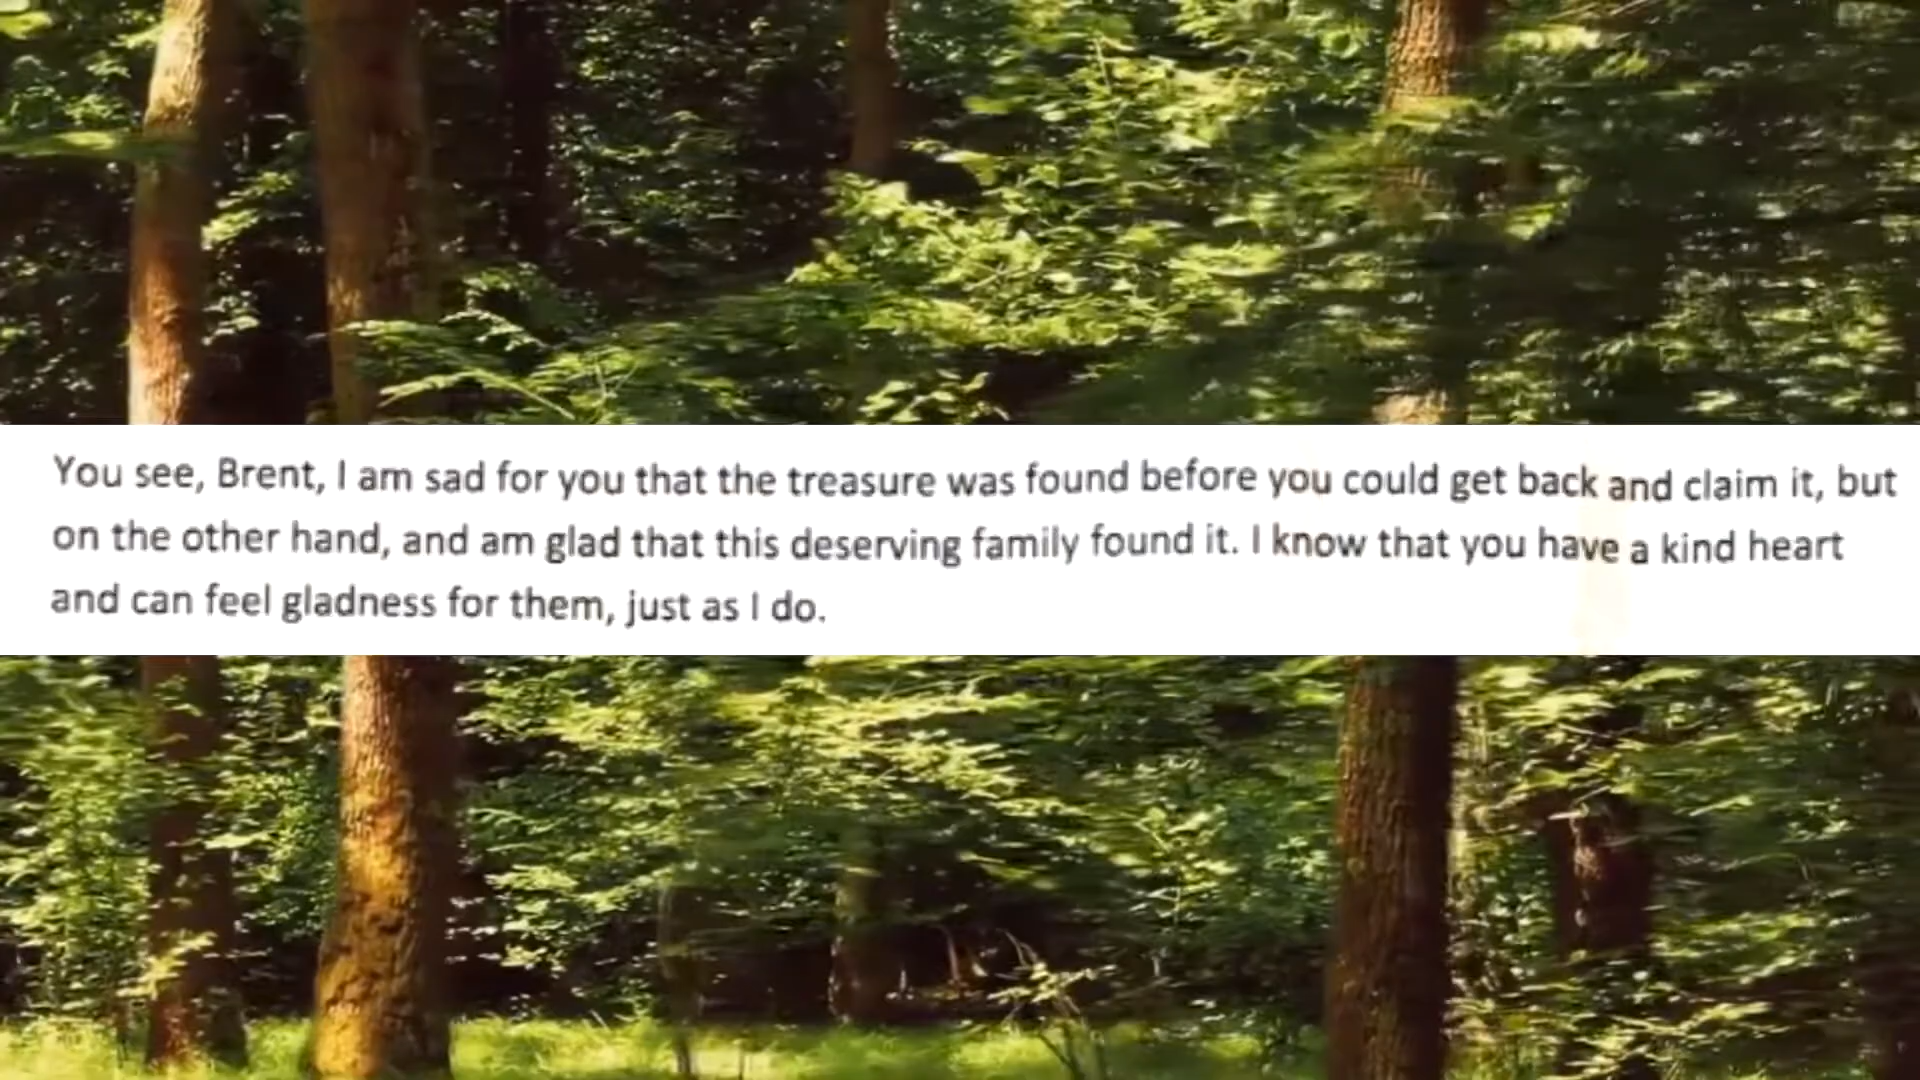 You see, Brent, I am sad for you that the treasure was found before you could get back and claim it, but
on the other hand, and am glad that this deserving family found it. I know that you have a kind heart
and can feel gladness for them, just as I do.